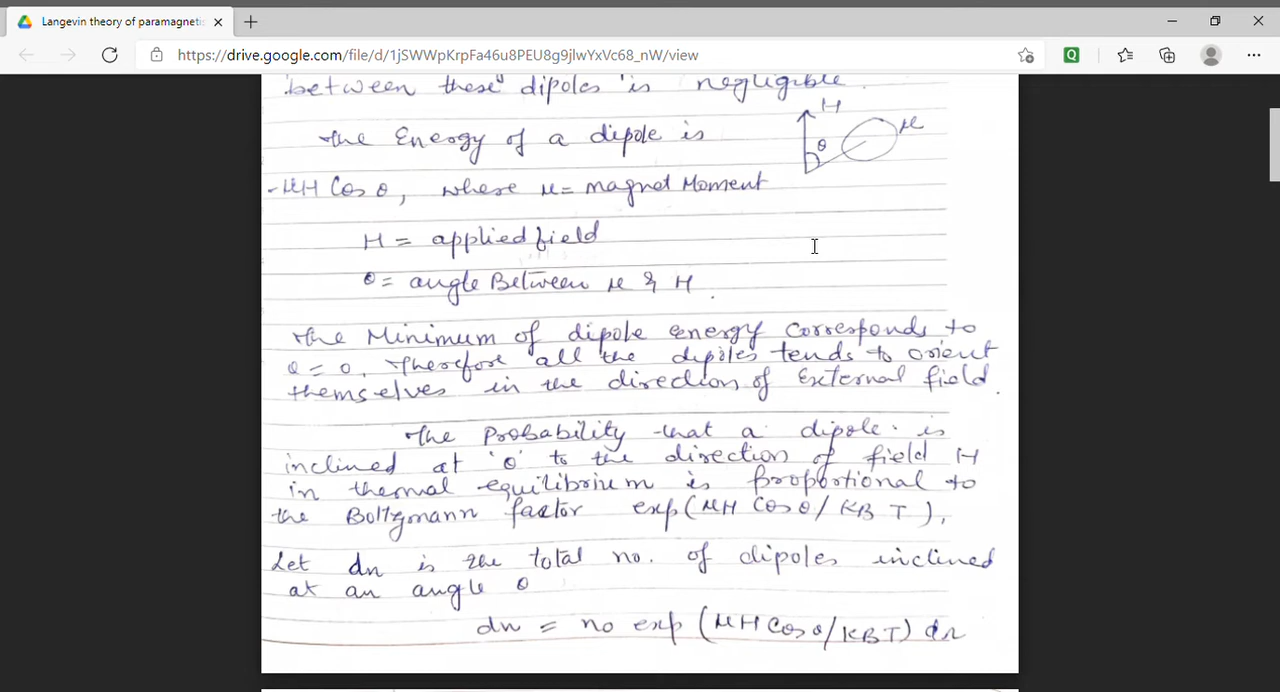 Langevin theory of paramagneti
https://drive.google.com/file/d/1jSWWpKrpFa46u8PEU8g9jlwYxVc68_nW/view
between these dipoles is negligible.
H
μ
θ
the Energy of a dipole is
-μH Cos θ, where μ = magnet Moment
H = applied field
θ = angle Between μ & H.
the Minimum of dipole energy corresponds to
θ = 0. Therefore all the dipoles tends to orient
themselves in the direction of External field.
The Probability that a dipole is
inclined at 'θ' to the direction of field H
in thermal equilibrium is proportional to
the Boltzmann factor exp(μH Cos θ/KB T),
Let dn is the total no. of dipoles inclined
at an angle θ
dn = no exp (μH Cos θ/KBT) dΩ